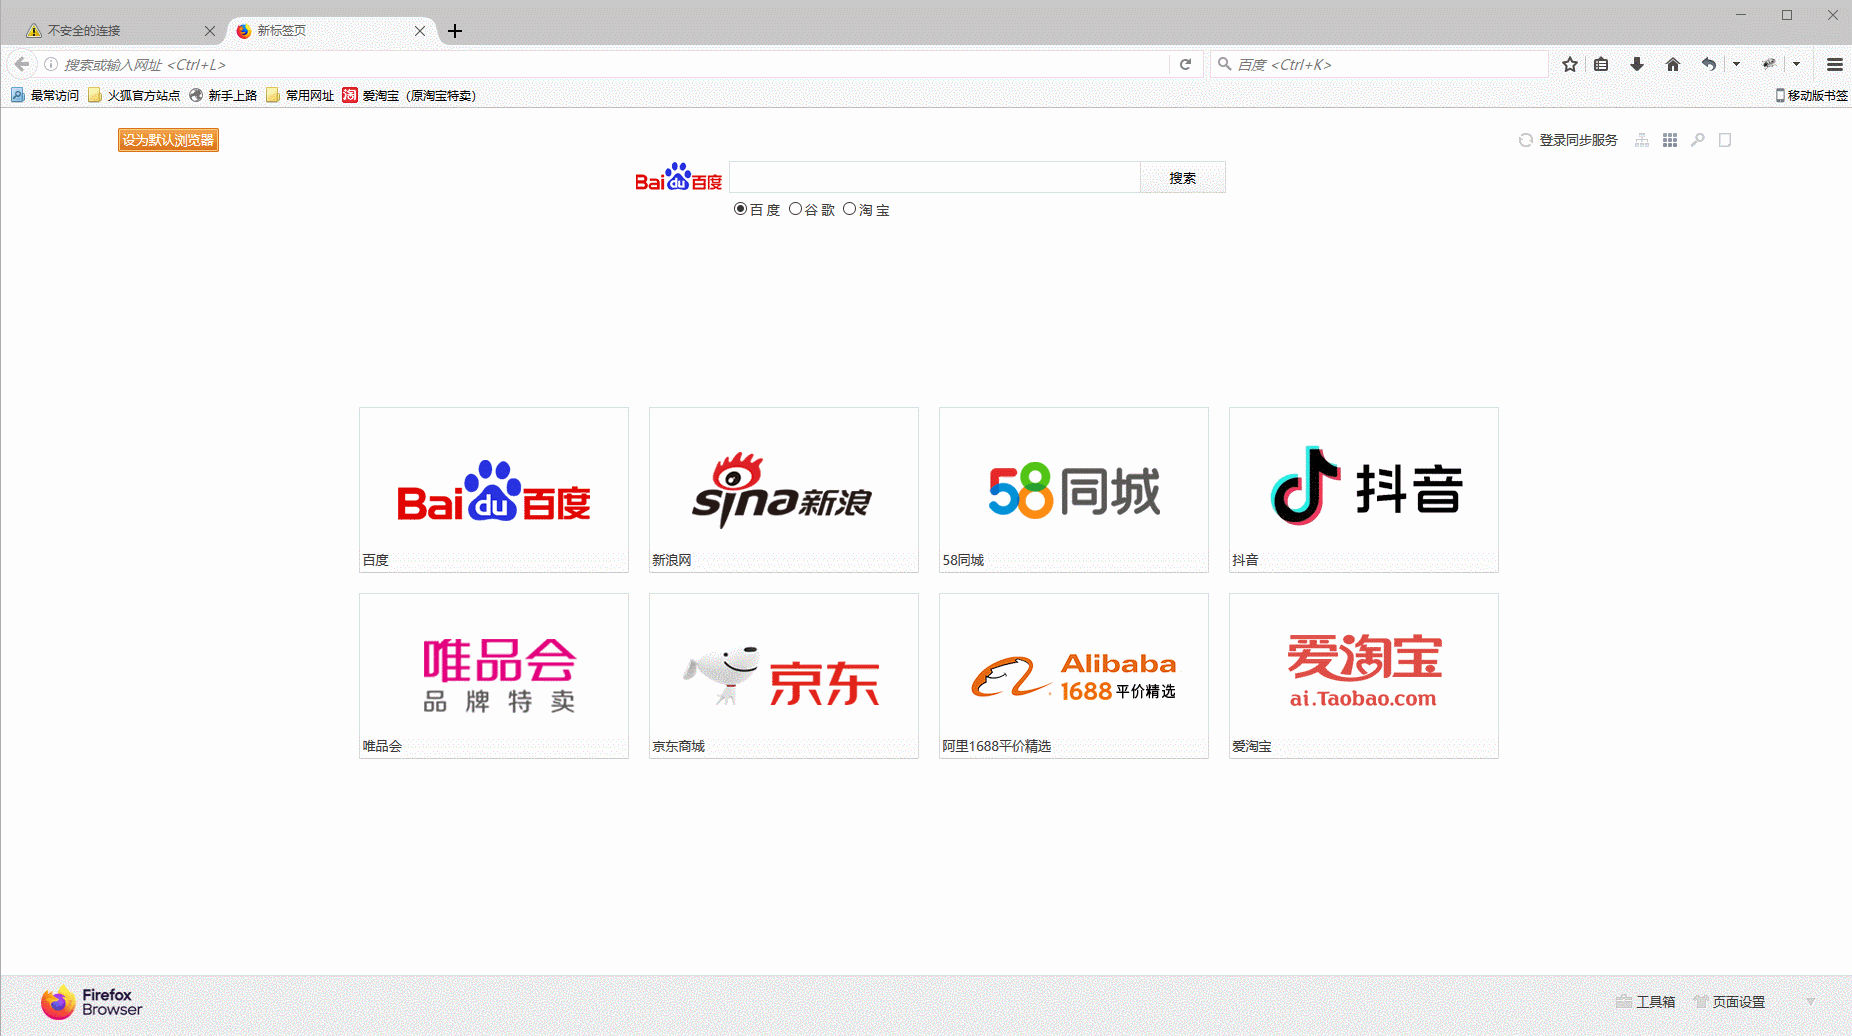 不安全的连接
新标签页
搜索或输入网址 <Ctrl+L>
百度 <Ctrl+K>
最常访问
火狐官方站点
新手上路
常用网址
淘
爱淘宝（原淘宝特卖）
移动版书签
设为默认浏览器
登录同步服务
Bai du 百度
搜索
百度
谷歌
淘宝
Bai du 百度
sina新浪
58同城
抖音
百度
新浪网
58同城
抖音
唯品会
品牌特卖
京东
Alibaba
1688 平价精选
爱淘宝
ai.Taobao.com
唯品会
京东商城
阿里1688平价精选
爱淘宝
Firefox
Browser
工具箱
页面设置